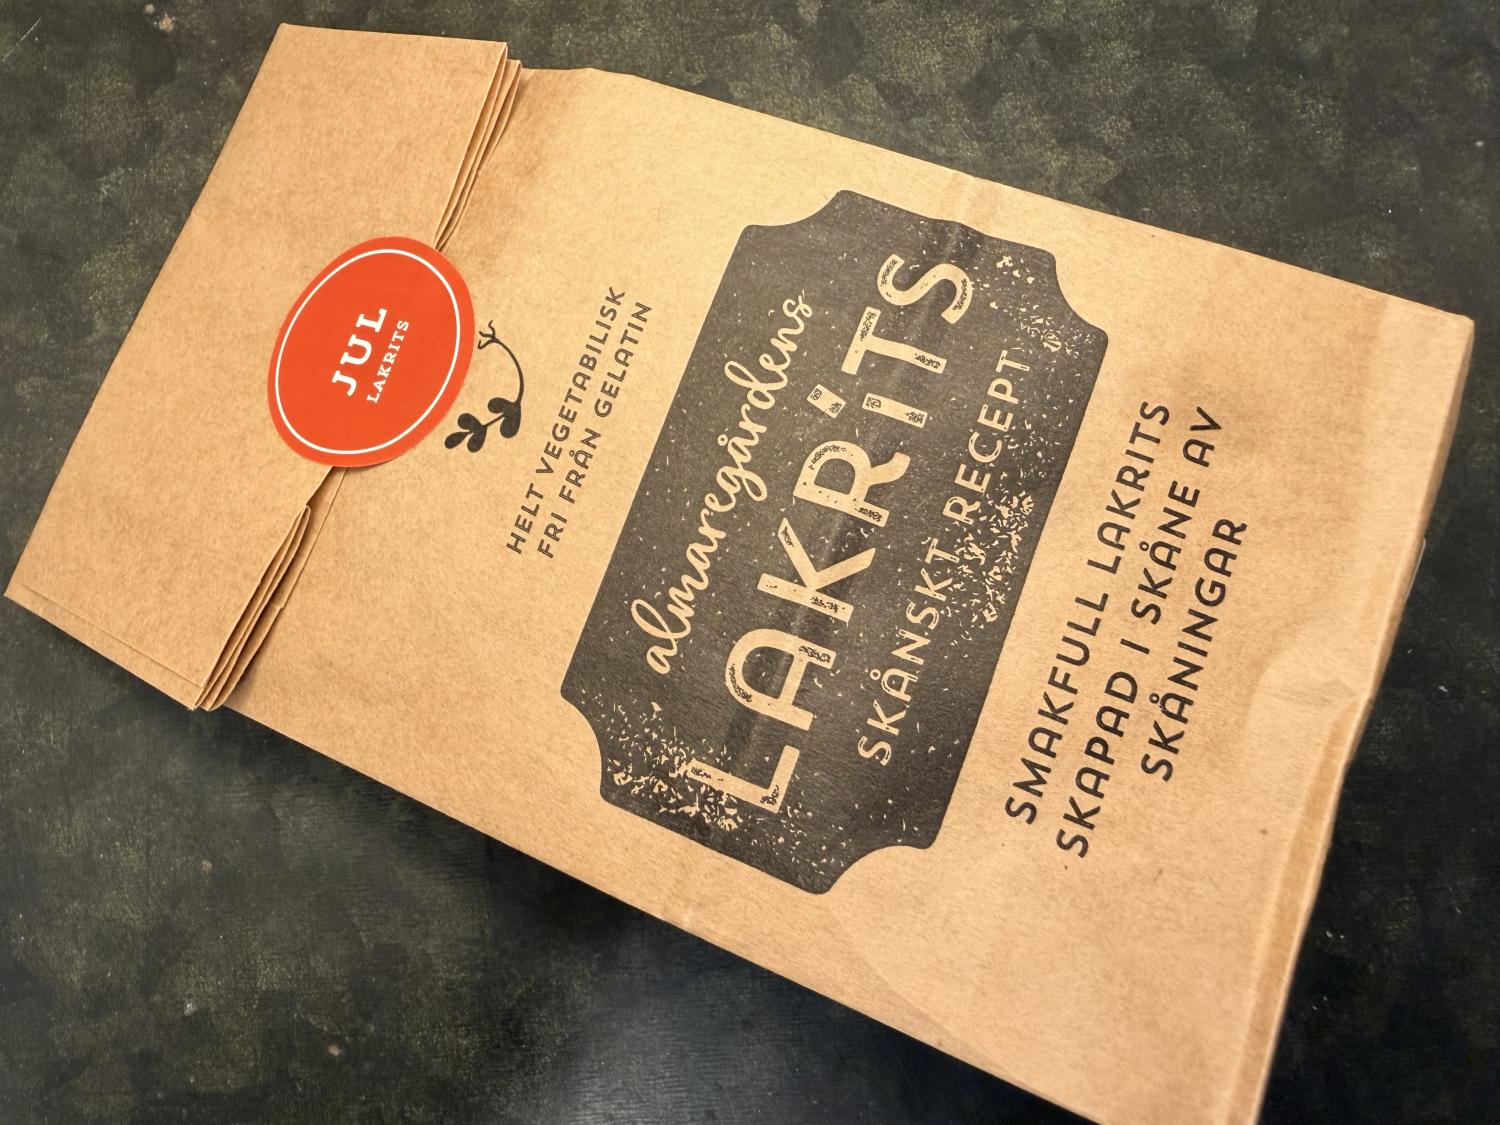 JUL
LAKRITS
HELT VEGETABILISK
FRI FRÅN GELATIN
almaregårdens
LAKRITS
SKÅNSKT RECEPT
SMAKFULL LAKRITS
SKAPAD I SKÅNE AV
SKÅNINGAR